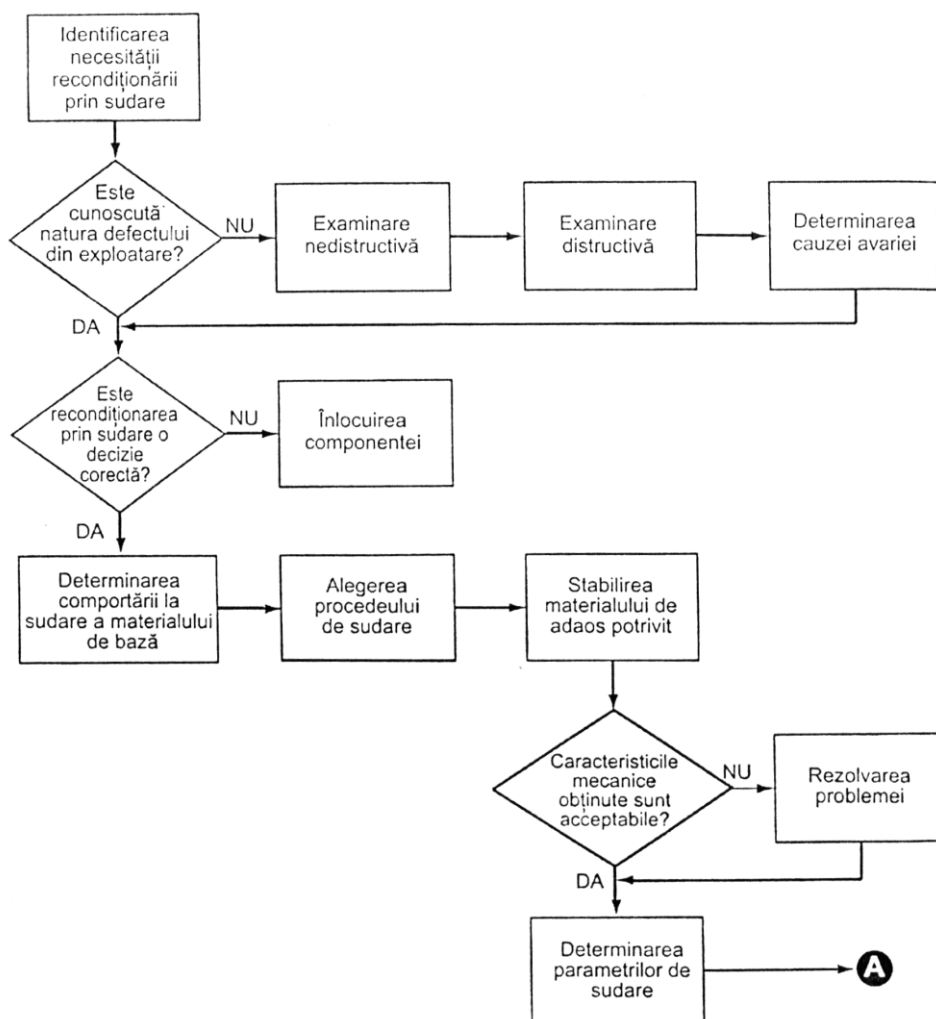 Identificarea
necesității
recondiționării
prin sudare
Este
cunoscută
natura defectului
din exploatare?
NU
Examinare
nedistructivă
Examinare
distructivă
Determinarea
cauzei avariei
DA
Este
recondiționarea
prin sudare o
decizie
corectă?
NU
Înlocuirea
componentei
DA
Determinarea
comportării la
sudare a materialului
de bază
Alegerea
procedeului
de sudare
Stabilirea
materialului de
adaos potrivit
Caracteristicile
mecanice
obținute sunt
acceptabile?
NU
Rezolvarea
problemei
DA
Determinarea
parametrilor de
sudare
A